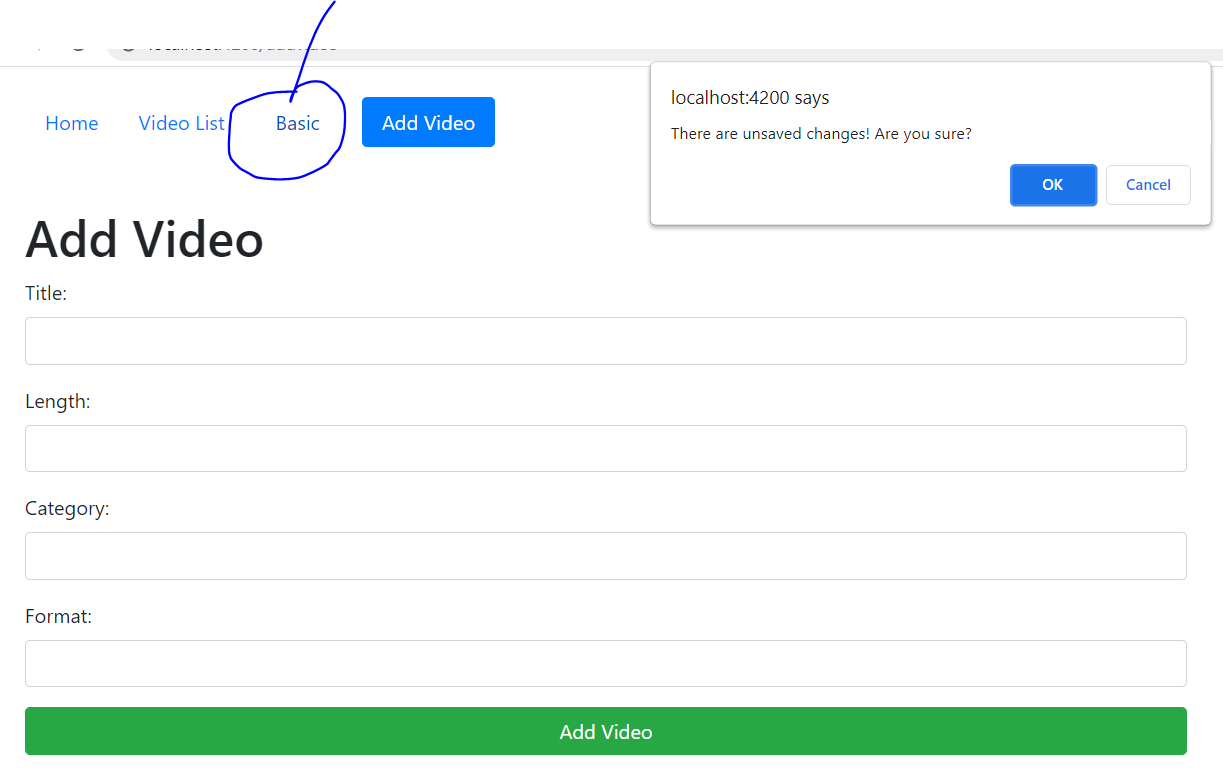 Home Video List Basic Add Video
localhost:4200 says
There are unsaved changes! Are you sure?
OK Cancel
Add Video
Title:
Length:
Category:
Format:
Add Video